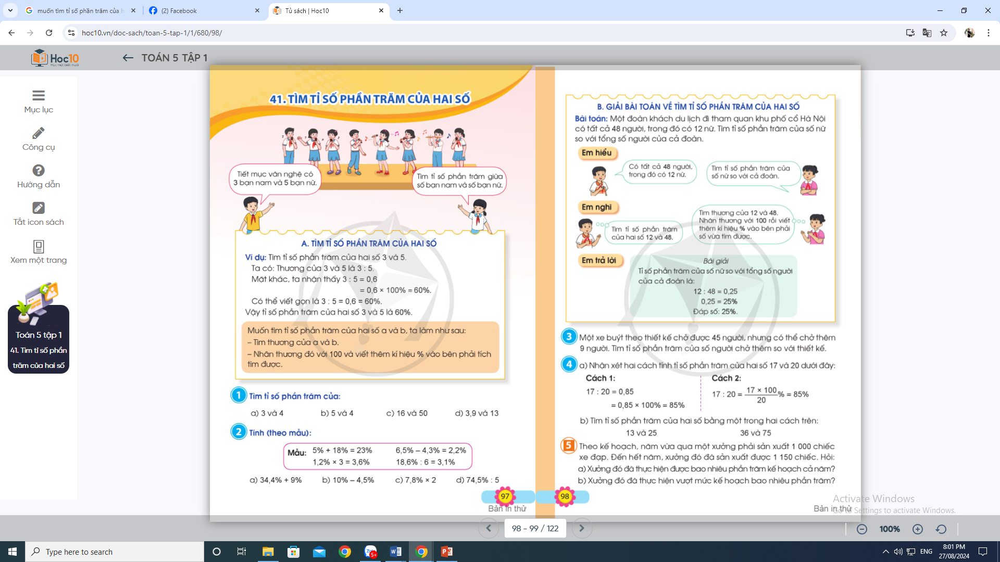 muốn tìm tỉ số phần trăm của h
(2) Facebook
Tủ sách | Hoc10
hoc10.vn/doc-sach/toan-5-tap-1/1/680/98/
Hoc10
Học một biết mười
TOÁN 5 TẬP 1
Mục lục
Công cụ
Hướng dẫn
Tắt icon sách
Xem một trang
Toán 5 tập 1
41. Tìm tỉ số phần
trăm của hai số
41. TÌM TỈ SỐ PHẦN TRĂM CỦA HAI SỐ
Tiết mục văn nghệ có
3 bạn nam và 5 bạn nữ.
Tìm tỉ số phần trăm giữa
số bạn nam và số bạn nữ.
A. TÌM TỈ SỐ PHẦN TRĂM CỦA HAI SỐ
Ví dụ: Tìm tỉ số phần trăm của hai số 3 và 5.
Ta có: Thương của 3 và 5 là 3 : 5.
Mặt khác, ta nhận thấy 3 : 5 = 0,6
= 0,6 × 100% = 60%.
Có thể viết gọn là 3 : 5 = 0,6 = 60%.
Vậy tỉ số phần trăm của hai số 3 và 5 là 60%.
Muốn tìm tỉ số phần trăm của hai số a và b, ta làm như sau:
– Tìm thương của a và b.
– Nhân thương đó với 100 và viết thêm kí hiệu % vào bên phải tích
tìm được.
1 Tìm tỉ số phần trăm của:
a) 3 và 4 b) 5 và 4 c) 16 và 50 d) 3,9 và 13
2 Tính (theo mẫu):
Mẫu: 5% + 18% = 23% 6,5% – 4,3% = 2,2%
1,2% × 3 = 3,6% 18,6% : 6 = 3,1%
a) 34,4% + 9% b) 10% – 4,5% c) 7,8% × 2 d) 74,5% : 5
97
Bản in thử
B. GIẢI BÀI TOÁN VỀ TÌM TỈ SỐ PHẦN TRĂM CỦA HAI SỐ
Bài toán: Một đoàn khách du lịch đi tham quan khu phố cổ Hà Nội
có tất cả 48 người, trong đó có 12 nữ. Tìm tỉ số phần trăm của số nữ
so với tổng số người của cả đoàn.
Em hiểu
Có tất cả 48 người,
trong đó có 12 nữ.
Tìm tỉ số phần trăm của
số nữ so với cả đoàn.
Em nghĩ
Tìm tỉ số phần trăm
của hai số 12 và 48.
Tìm thương của 12 và 48.
Nhân thương với 100 rồi viết
thêm kí hiệu % vào bên phải
số vừa tìm được.
Em trả lời
Bài giải
Tỉ số phần trăm của số nữ so với tổng số người
của cả đoàn là:
12 : 48 = 0,25
0,25 = 25%
Đáp số: 25%.
3 Một xe buýt theo thiết kế chở được 45 người, nhưng có thể chở thêm
9 người. Tìm tỉ số phần trăm của số người chở thêm so với thiết kế.
4 a) Nhận xét hai cách tính tỉ số phần trăm của hai số 17 và 20 dưới đây:
Cách 1: Cách 2:
17 : 20 = 0,85
= 0,85 × 100% = 85%
17 : 20 = 17 × 100 / 20 % = 85%
b) Tìm tỉ số phần trăm của hai số bằng một trong hai cách trên:
13 và 25 36 và 75
5 Theo kế hoạch, năm vừa qua một xưởng phải sản xuất 1 000 chiếc
xe đạp. Đến hết năm, xưởng đó đã sản xuất được 1 150 chiếc. Hỏi:
a) Xưởng đó đã thực hiện được bao nhiêu phần trăm kế hoạch cả năm?
b) Xưởng đó đã thực hiện vượt mức kế hoạch bao nhiêu phần trăm?
98
Bản in thử
Activate Windows
Go to Settings to activate Windows.
98 - 99 / 122
100%
Type here to search
Zalo
5+
ENG
8:01 PM
27/08/2024